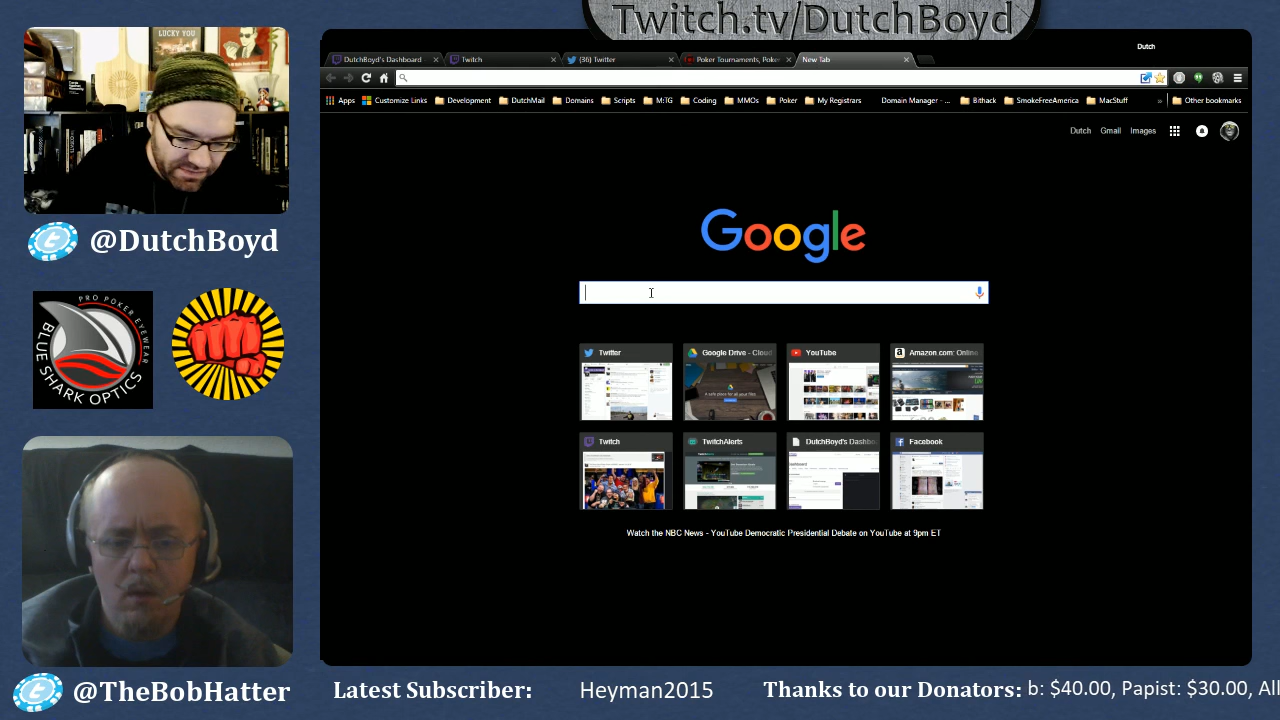 Twitch.tv/DutchBoyd
LUCKY YOU
Dutch
DutchBoyd's Dashboard
Twitch
(36) Twitter
Poker Tournaments, Poker
New Tab
Apps
Customize Links
Development
DutchMail
Domains
Scripts
M:TG
Coding
MMOs
Poker
My Registrars
Domain Manager - ...
Bithack
SmokeFreeAmerica
MacStuff
»
Other bookmarks
Dutch
Gmail
Images
@DutchBoyd
Google
PRO POKER EYEWEAR
BLUE SHARK OPTICS
Twitter
Google Drive - Cloud
YouTube
Amazon.com: Online
Twitch
TwitchAlerts
DutchBoyd's Dashbo
Facebook
Watch the NBC News - YouTube Democratic Presidential Debate on YouTube at 9pm ET
@TheBobHatter
Latest Subscriber:
Heyman2015
Thanks to our Donators:
b: $40.00, Papist: $30.00, All